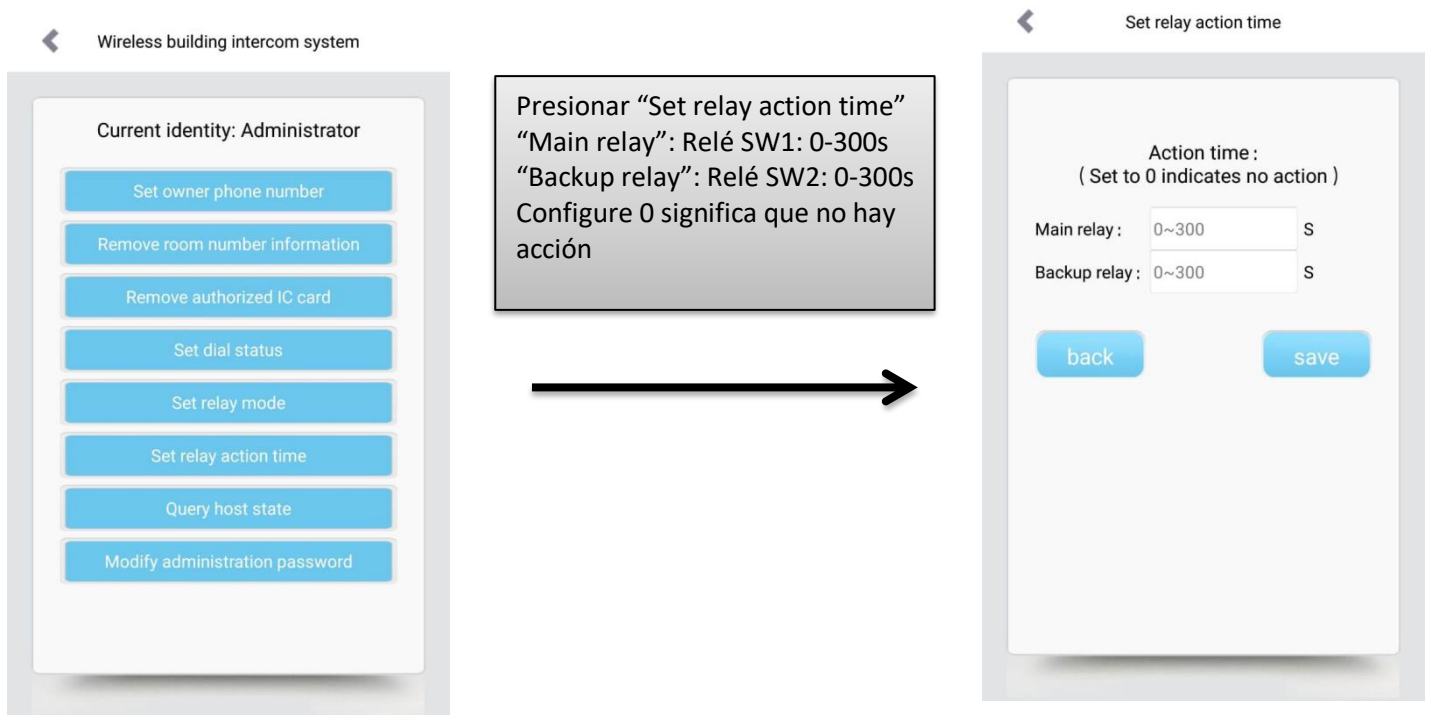 Wireless building intercom system
Current identity: Administrator
Set owner phone number
Remove room number information
Remove authorized IC card
Set dial status
Set relay mode
Set relay action time
Query host state
Modify administration password
Presionar “Set relay action time”
“Main relay”: Relé SW1: 0-300s
“Backup relay”: Relé SW2: 0-300s
Configure 0 significa que no hay
acción
Set relay action time
Action time :
( Set to 0 indicates no action )
Main relay : 0~300 S
Backup relay : 0~300 S
back save